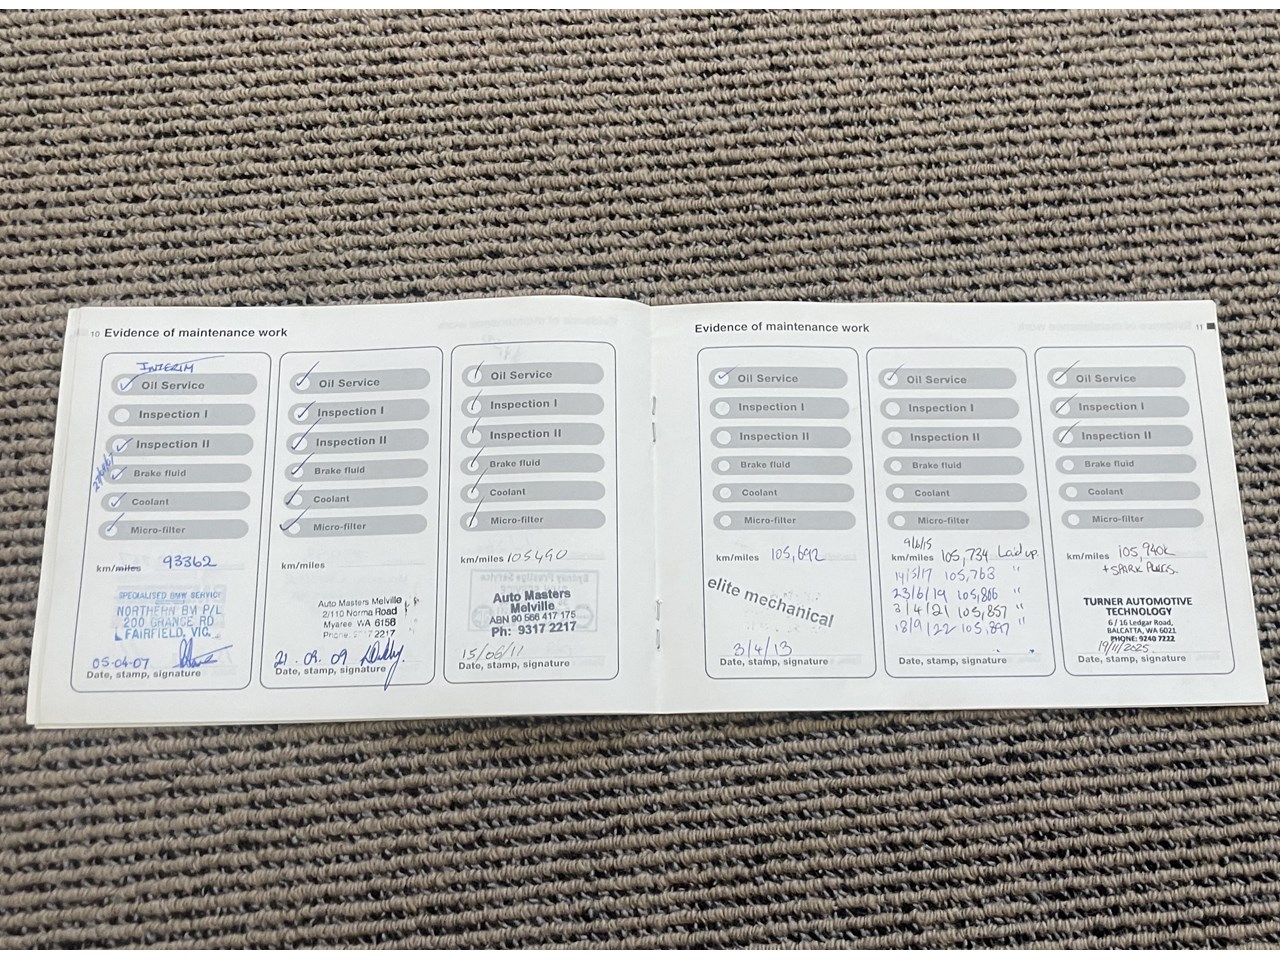 10 Evidence of maintenance work
INTERIM
Oil Service
Inspection I
Inspection II
Brake fluid
Coolant
Micro-filter
km/miles 93362
SPECIALISED BMW SERVICE
NORTHERN BM P/L
200 GRANGE RD
FAIRFIELD, VIC.
05-04-07
Date, stamp, signature
Oil Service
Inspection I
Inspection II
Brake fluid
Coolant
Micro-filter
km/miles
Auto Masters Melville
2/110 Norma Road
Myaree WA 6156
Phone: 9317 2217
21.09.09
Date, stamp, signature
Oil Service
Inspection I
Inspection II
Brake fluid
Coolant
Micro-filter
km/miles 105490
Auto Masters
Melville
ABN 90 566 417 175
Ph: 9317 2217
15/06/11
Date, stamp, signature
Evidence of maintenance work 11
Oil Service
Inspection I
Inspection II
Brake fluid
Coolant
Micro-filter
km/miles 105,692
elite mechanical
3/4/13
Date, stamp, signature
Oil Service
Inspection I
Inspection II
Brake fluid
Coolant
Micro-filter
9/6/15
km/miles 105,734 Laid up
14/5/17 105,763 "
23/6/19 105,806 "
3/4/21 105,857 "
18/9/22 105,897 "
Date, stamp, signature
Oil Service
Inspection I
Inspection II
Brake fluid
Coolant
Micro-filter
km/miles 105,940k
+ SPARK PLUGS.
TURNER AUTOMOTIVE
TECHNOLOGY
6 / 16 Ledgar Road,
BALCATTA, WA 6021
PHONE: 9240 7222
19/11/2025
Date, stamp, signature